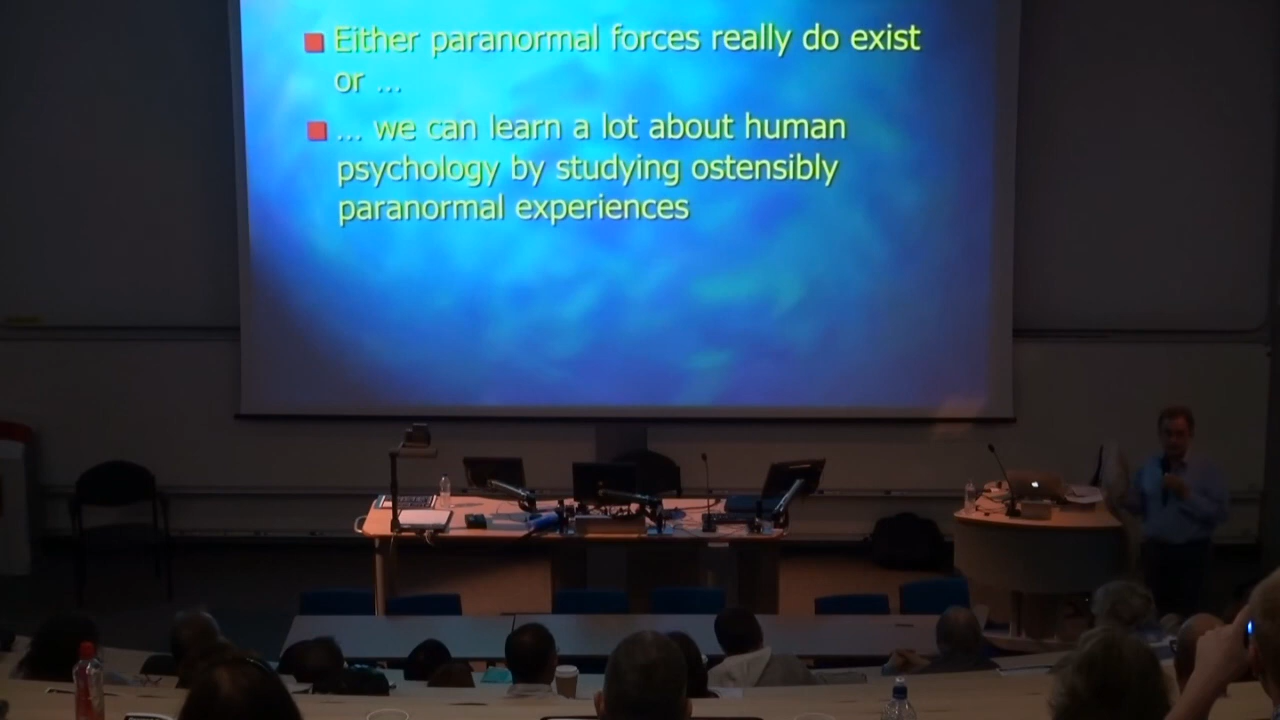 Either paranormal forces really do exist
or ...
... we can learn a lot about human
psychology by studying ostensibly
paranormal experiences